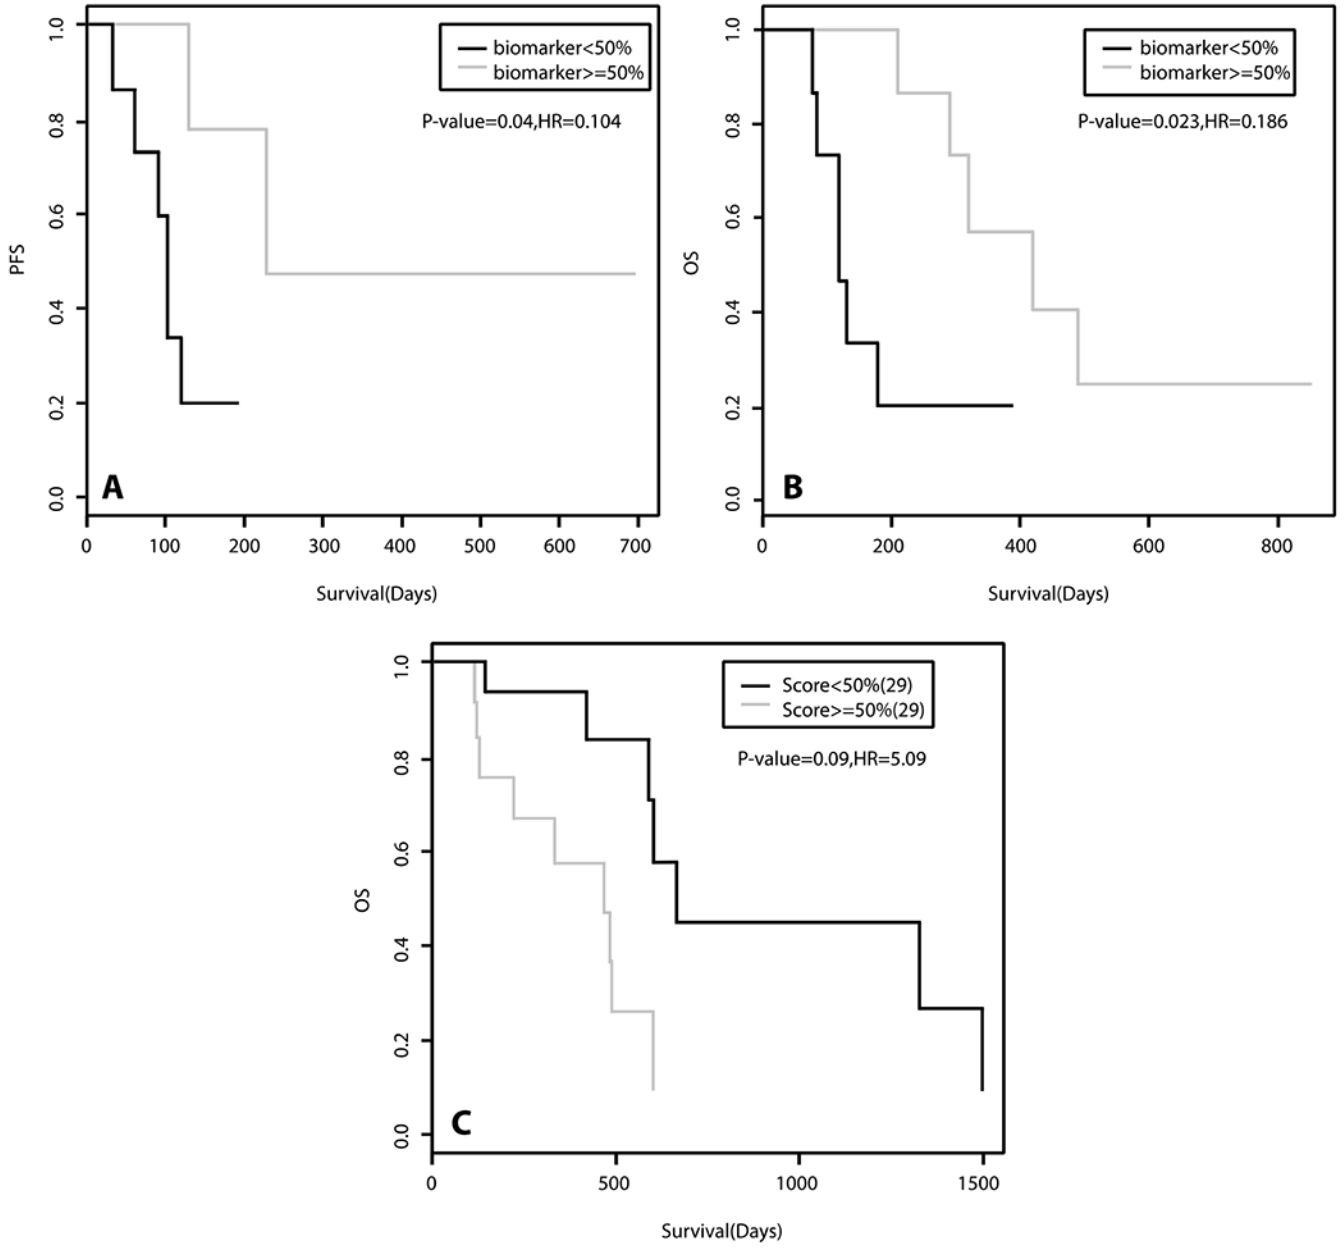 biomarker<50%
biomarker>=50%
P-value=0.04,HR=0.104
PFS
1.0
0.8
0.6
0.4
0.2
0.0
A
0 100 200 300 400 500 600 700
Survival(Days)
biomarker<50%
biomarker>=50%
P-value=0.023,HR=0.186
OS
1.0
0.8
0.6
0.4
0.2
0.0
B
0 200 400 600 800
Survival(Days)
Score<50%(29)
Score>=50%(29)
P-value=0.09,HR=5.09
OS
1.0
0.8
0.6
0.4
0.2
0.0
C
0 500 1000 1500
Survival(Days)